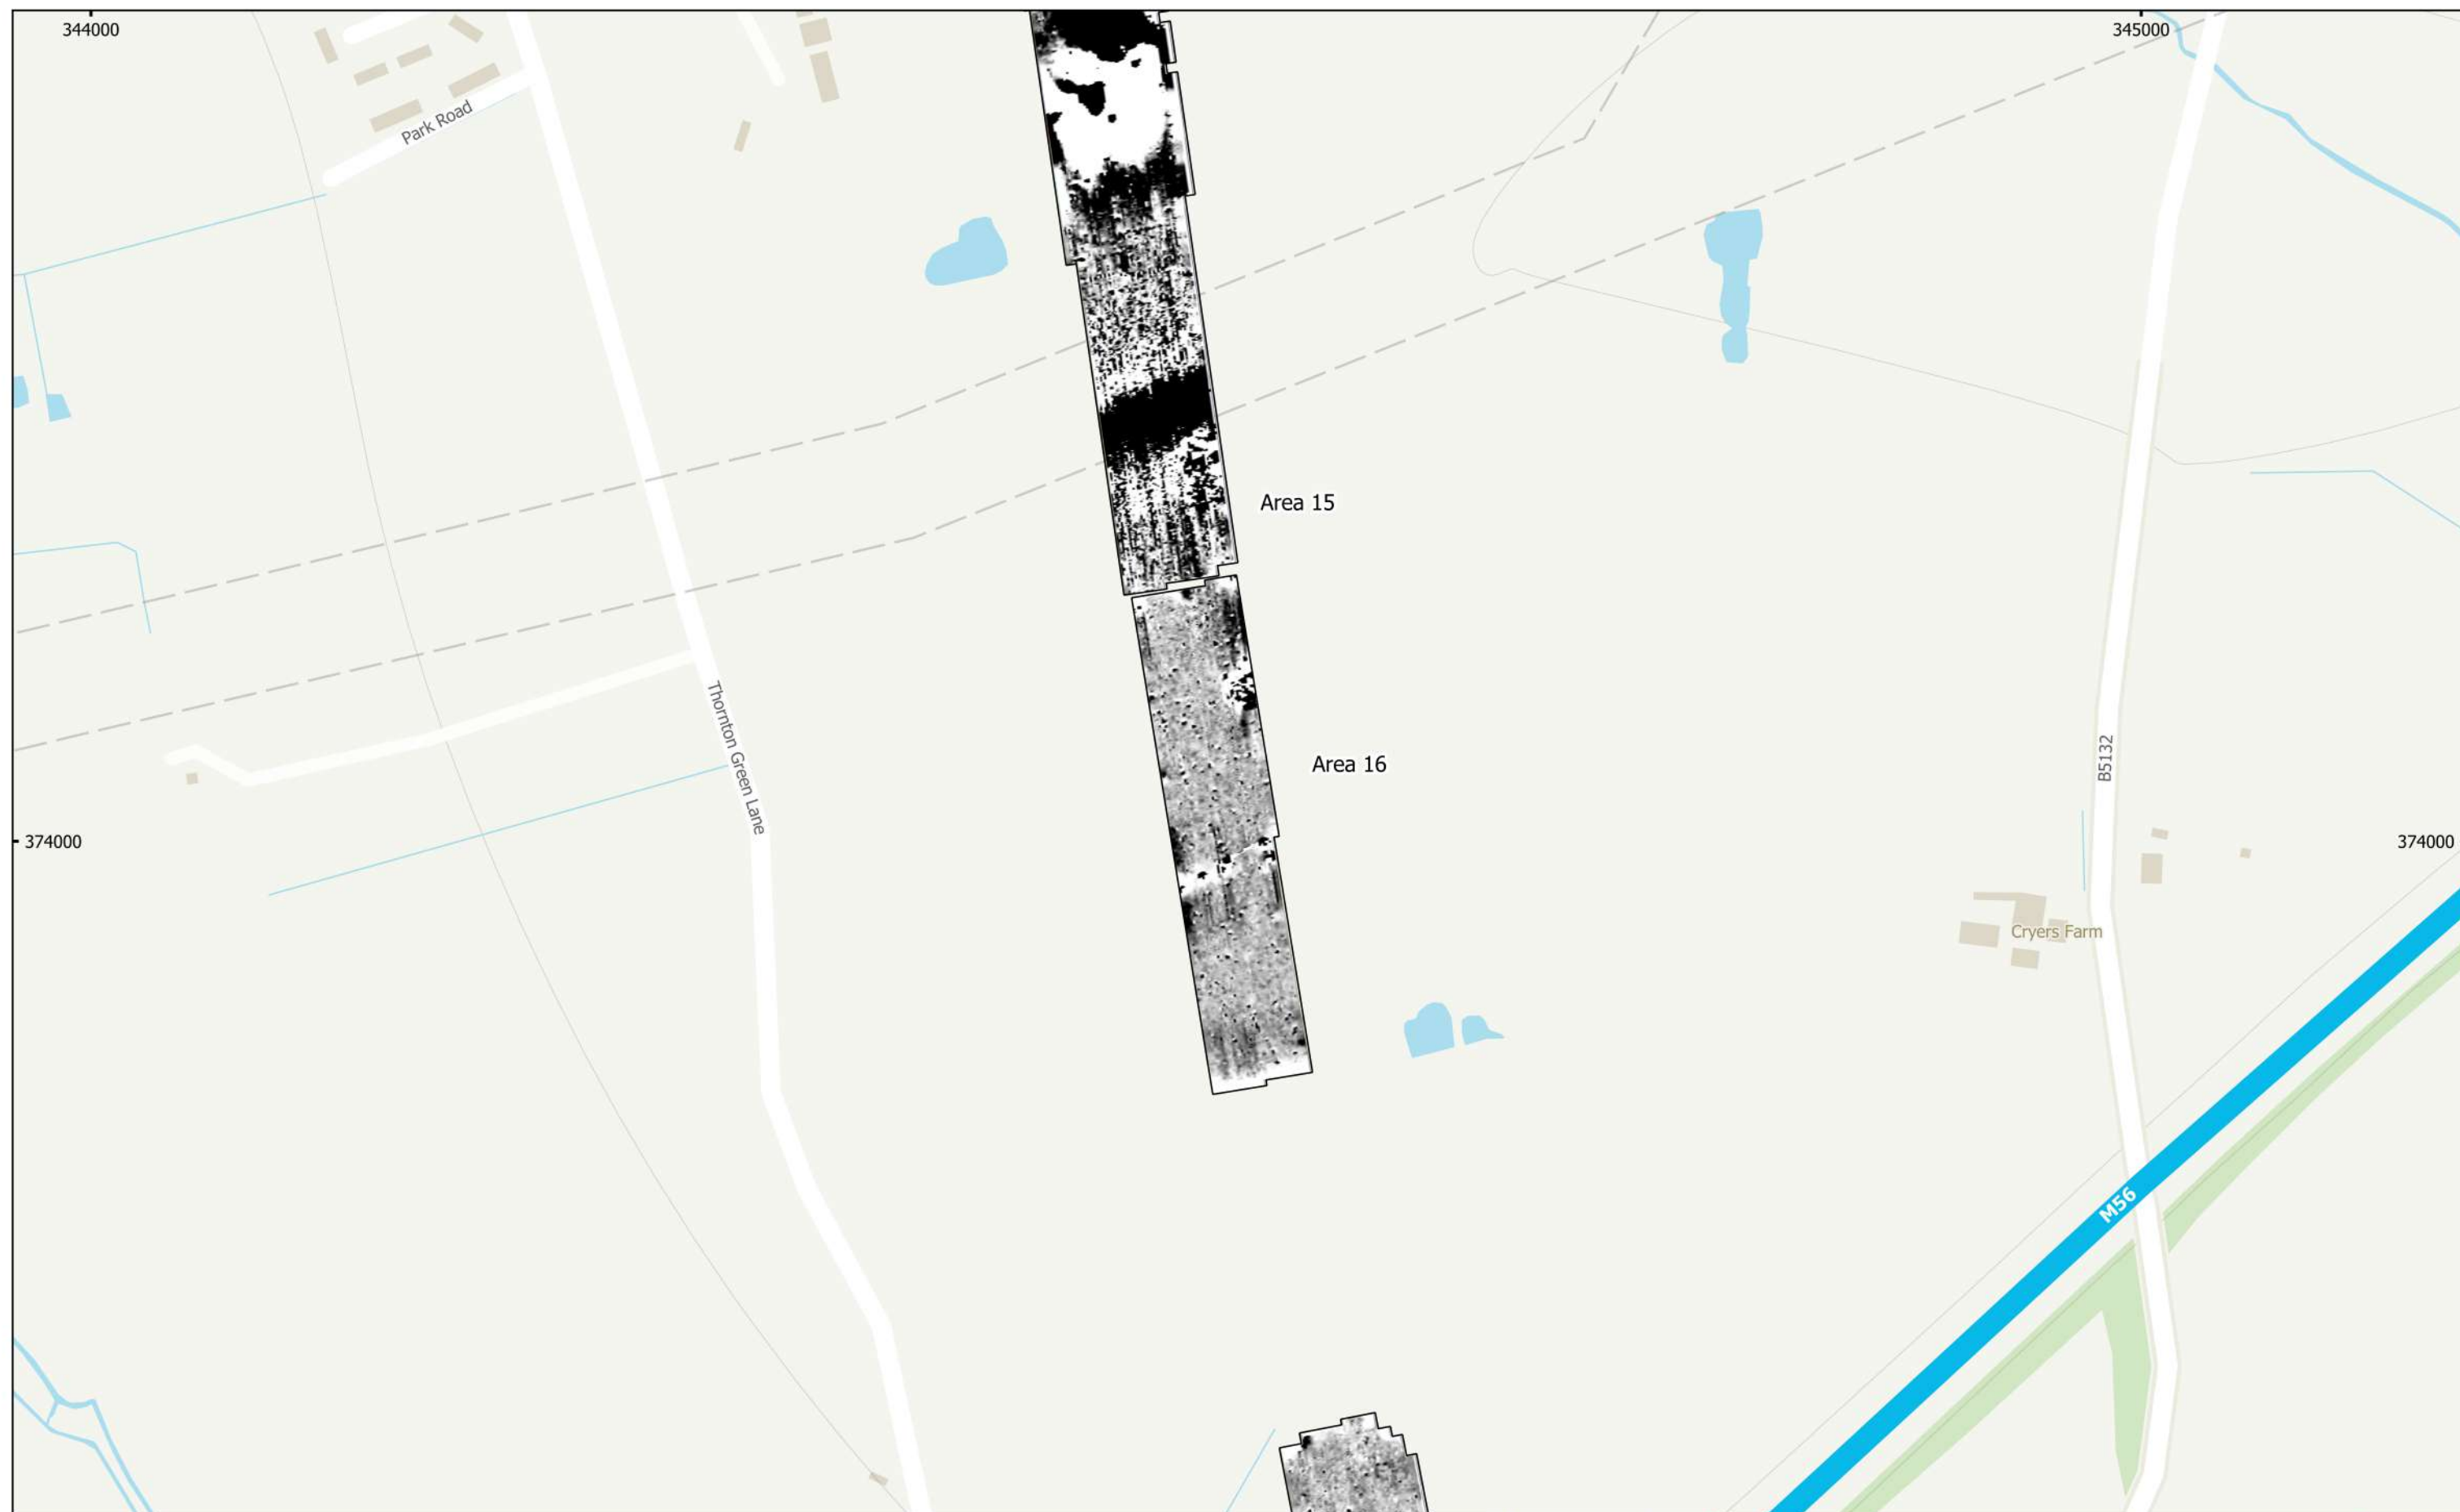 344000
345000
Park Road
Area 15
Thornton Green Lane
B5132
Area 16
374000
374000
Cryers Farm
M56